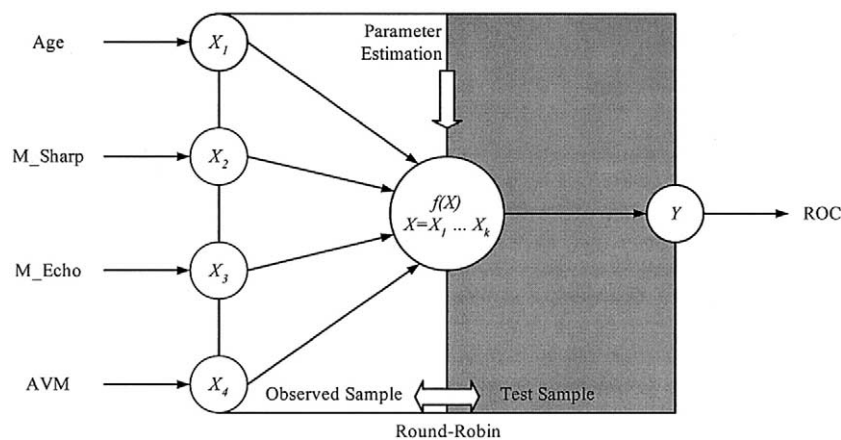 Age
X1
Parameter
Estimation
M_Sharp
X2
f(X)
X=X1 ... Xk
Y
ROC
M_Echo
X3
AVM
X4
Observed Sample
Test Sample
Round-Robin